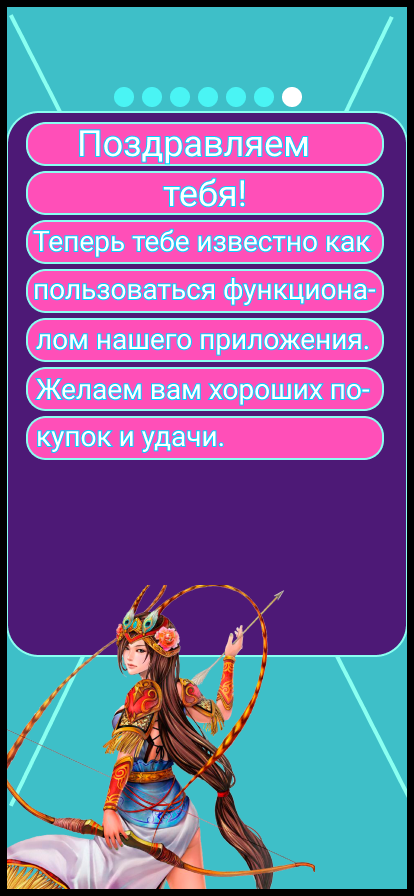 Поздравляем
тебя!
Теперь тебе известно как
пользоваться функциона-
лом нашего приложения.
Желаем вам хороших по-
купок и удачи.